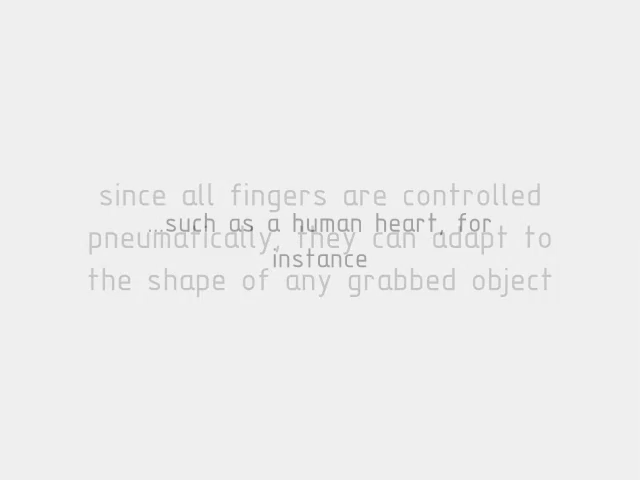 since all fingers are controlled
pneumatically, they can adapt to
the shape of any grabbed object
...such as a human heart, for
instance